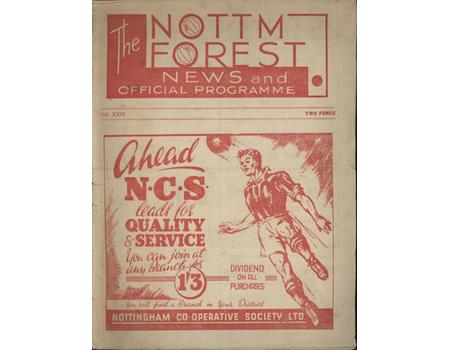 The NOTTM
FOREST
NEWS and
OFFICIAL PROGRAMME
Vol. XXVI TWO PENCE
Ahead
N·C·S·
leads for
QUALITY
& SERVICE
You can join at
any Branch for
1'3
DIVIDEND
ON ALL
PURCHASES
You will find a Branch in Your District
NOTTINGHAM CO-OPERATIVE SOCIETY LTD